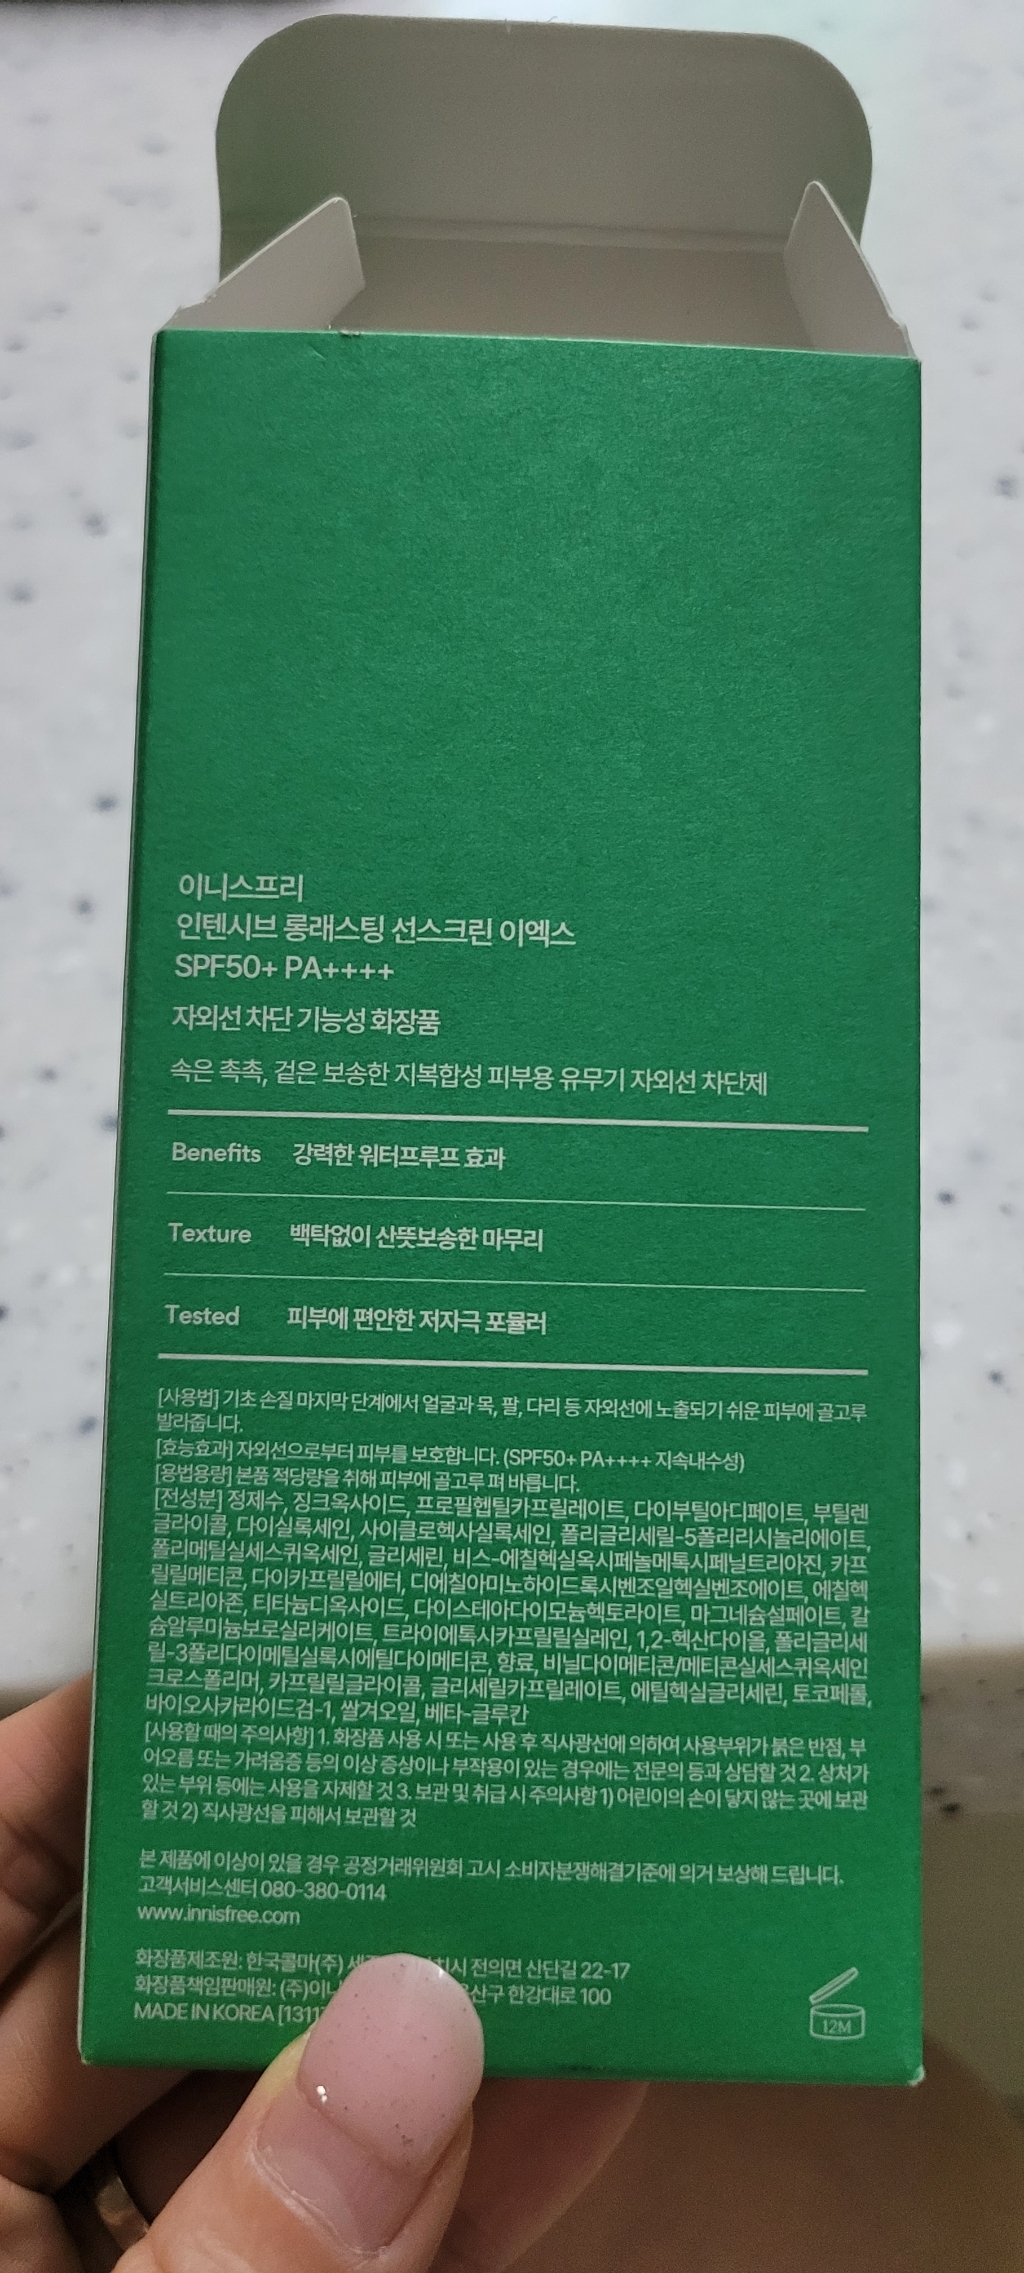 이니스프리
인텐시브 롱래스팅 선스크린 이엑스
SPF50+ PA++++
자외선 차단 기능성 화장품
속은 촉촉, 겉은 보송한 지복합성 피부용 유무기 자외선 차단제
Benefits 강력한 워터프루프 효과
Texture 백탁없이 산뜻보송한 마무리
Tested 피부에 편안한 저자극 포뮬러
[사용법] 기초 손질 마지막 단계에서 얼굴과 목, 팔, 다리 등 자외선에 노출되기 쉬운 피부에 골고루
발라줍니다.
[효능효과] 자외선으로부터 피부를 보호합니다. (SPF50+ PA++++ 지속내수성)
[용법용량] 본품 적당량을 취해 피부에 골고루 펴 바릅니다.
[전성분] 정제수, 징크옥사이드, 프로필헵틸카프릴레이트, 다이부틸아디페이트, 부틸렌
글라이콜, 다이실록세인, 사이클로헥사실록세인, 폴리글리세릴-5폴리리시놀리에이트,
폴리메틸실세스퀴옥세인, 글리세린, 비스-에칠헥실옥시페놀메톡시페닐트리아진, 카프
릴릴메티콘, 다이카프릴릴에터, 디에칠아미노하이드록시벤조일헥실벤조에이트, 에칠헥
실트리아존, 티타늄디옥사이드, 다이스테아다이모늄헥토라이트, 마그네슘설페이트, 칼
슘알루미늄보로실리케이트, 트라이에톡시카프릴릴실레인, 1,2-헥산다이올, 폴리글리세
릴-3폴리다이메틸실록시에틸다이메티콘, 향료, 비닐다이메티콘/메티콘실세스퀴옥세인
크로스폴리머, 카프릴릴글라이콜, 글리세릴카프릴레이트, 에틸헥실글리세린, 토코페롤,
바이오사카라이드검-1, 쌀겨오일, 베타-글루칸
[사용할 때의 주의사항] 1. 화장품 사용 시 또는 사용 후 직사광선에 의하여 사용부위가 붉은 반점, 부
어오름 또는 가려움증 등의 이상 증상이나 부작용이 있는 경우에는 전문의 등과 상담할 것 2. 상처가
있는 부위 등에는 사용을 자제할 것 3. 보관 및 취급 시 주의사항 1) 어린이의 손이 닿지 않는 곳에 보관
할 것 2) 직사광선을 피해서 보관할 것
본 제품에 이상이 있을 경우 공정거래위원회 고시 소비자분쟁해결기준에 의거 보상해 드립니다.
고객서비스센터 080-380-0114
www.innisfree.com
화장품제조원: 한국콜마(주) 전의면 산단길 22-17
화장품책임판매원: (주)이니 한강대로 100
MADE IN KOREA
12M